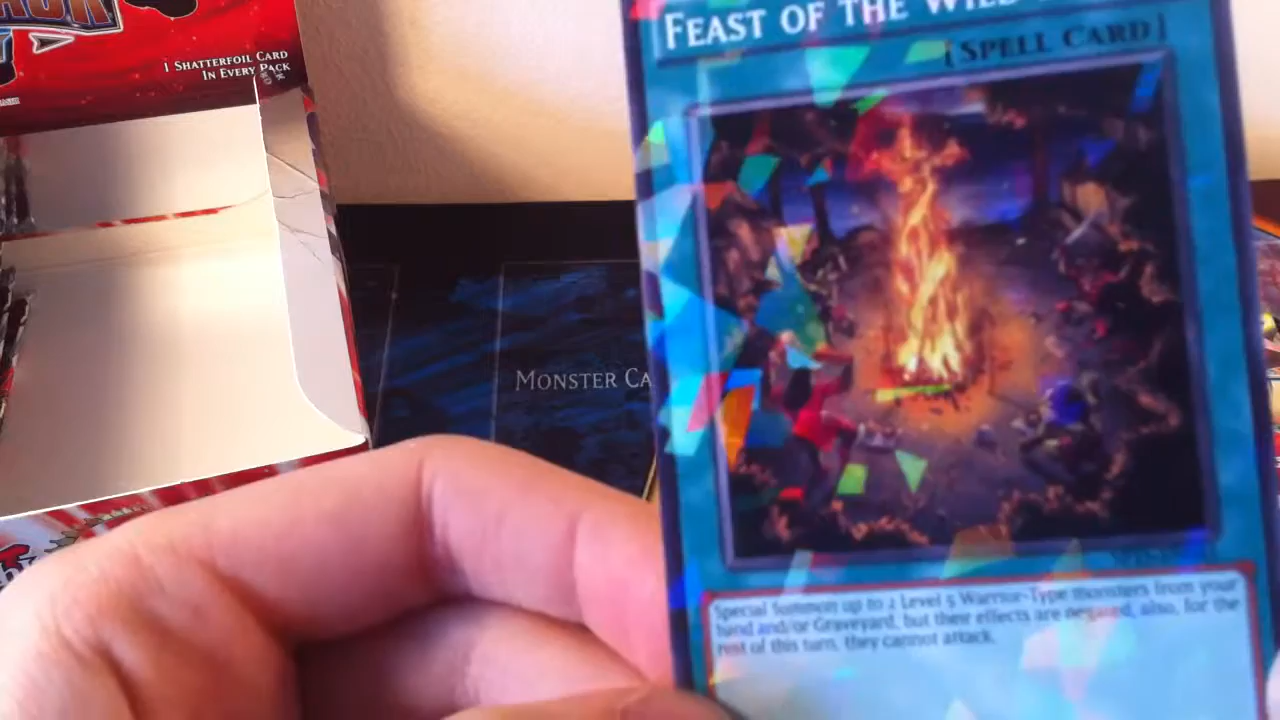 1 Shatterfoil Card
In Every Pack
Feast of the Wild
[Spell Card]
Monster Ca
Special Summon up to 2 Level 5 Warrior-Type monsters from your
hand and/or Graveyard, but their effects are negated, also, for the
rest of this turn, they cannot attack.